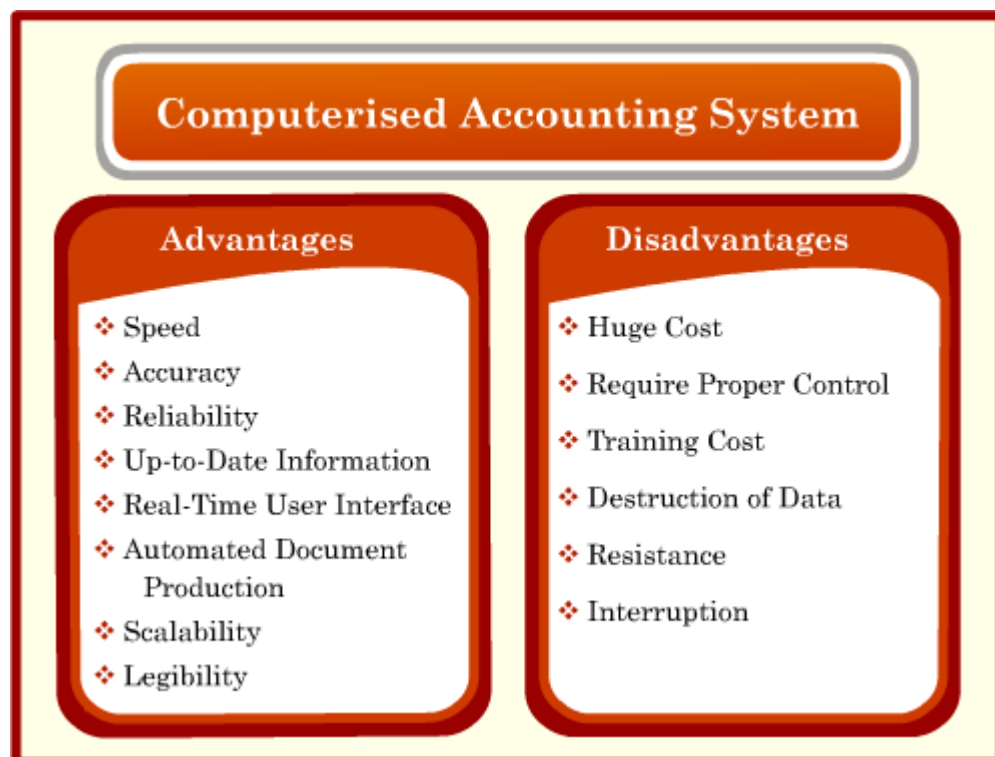 Computerised Accounting System
Advantages
Speed
Accuracy
Reliability
Up-to-Date Information
Real-Time User Interface
Automated Document
Production
Scalability
Legibility
Disadvantages
Huge Cost
Require Proper Control
Training Cost
Destruction of Data
Resistance
Interruption